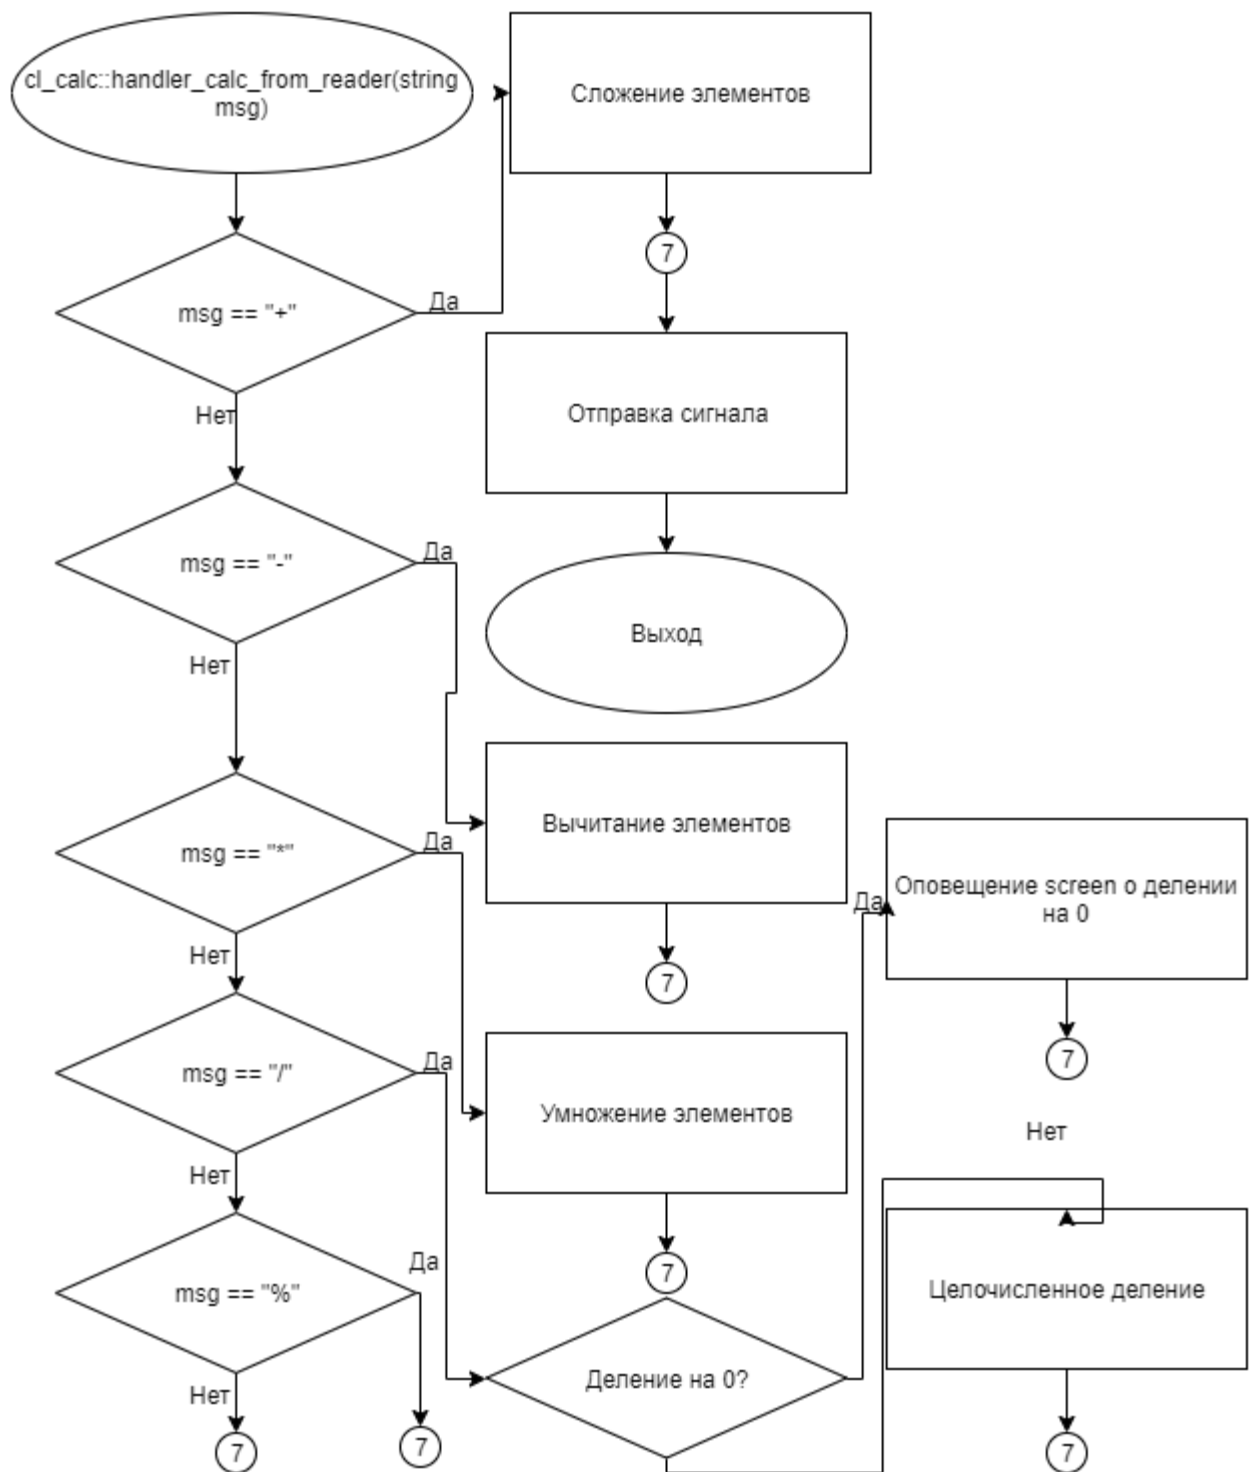 cl_calc::handler_calc_from_reader(string
msg)
Сложение элементов
7
msg == "+"
Да
Нет
Отправка сигнала
msg == "-"
Да
Нет
Выход
Вычитание элементов
7
msg == "*"
Да
Нет
Оповещение screen о делении
на 0
Да
7
msg == "/"
Да
Нет
Умножение элементов
7
Нет
msg == "%"
Да
Нет
7
7
Деление на 0?
Целочисленное деление
7